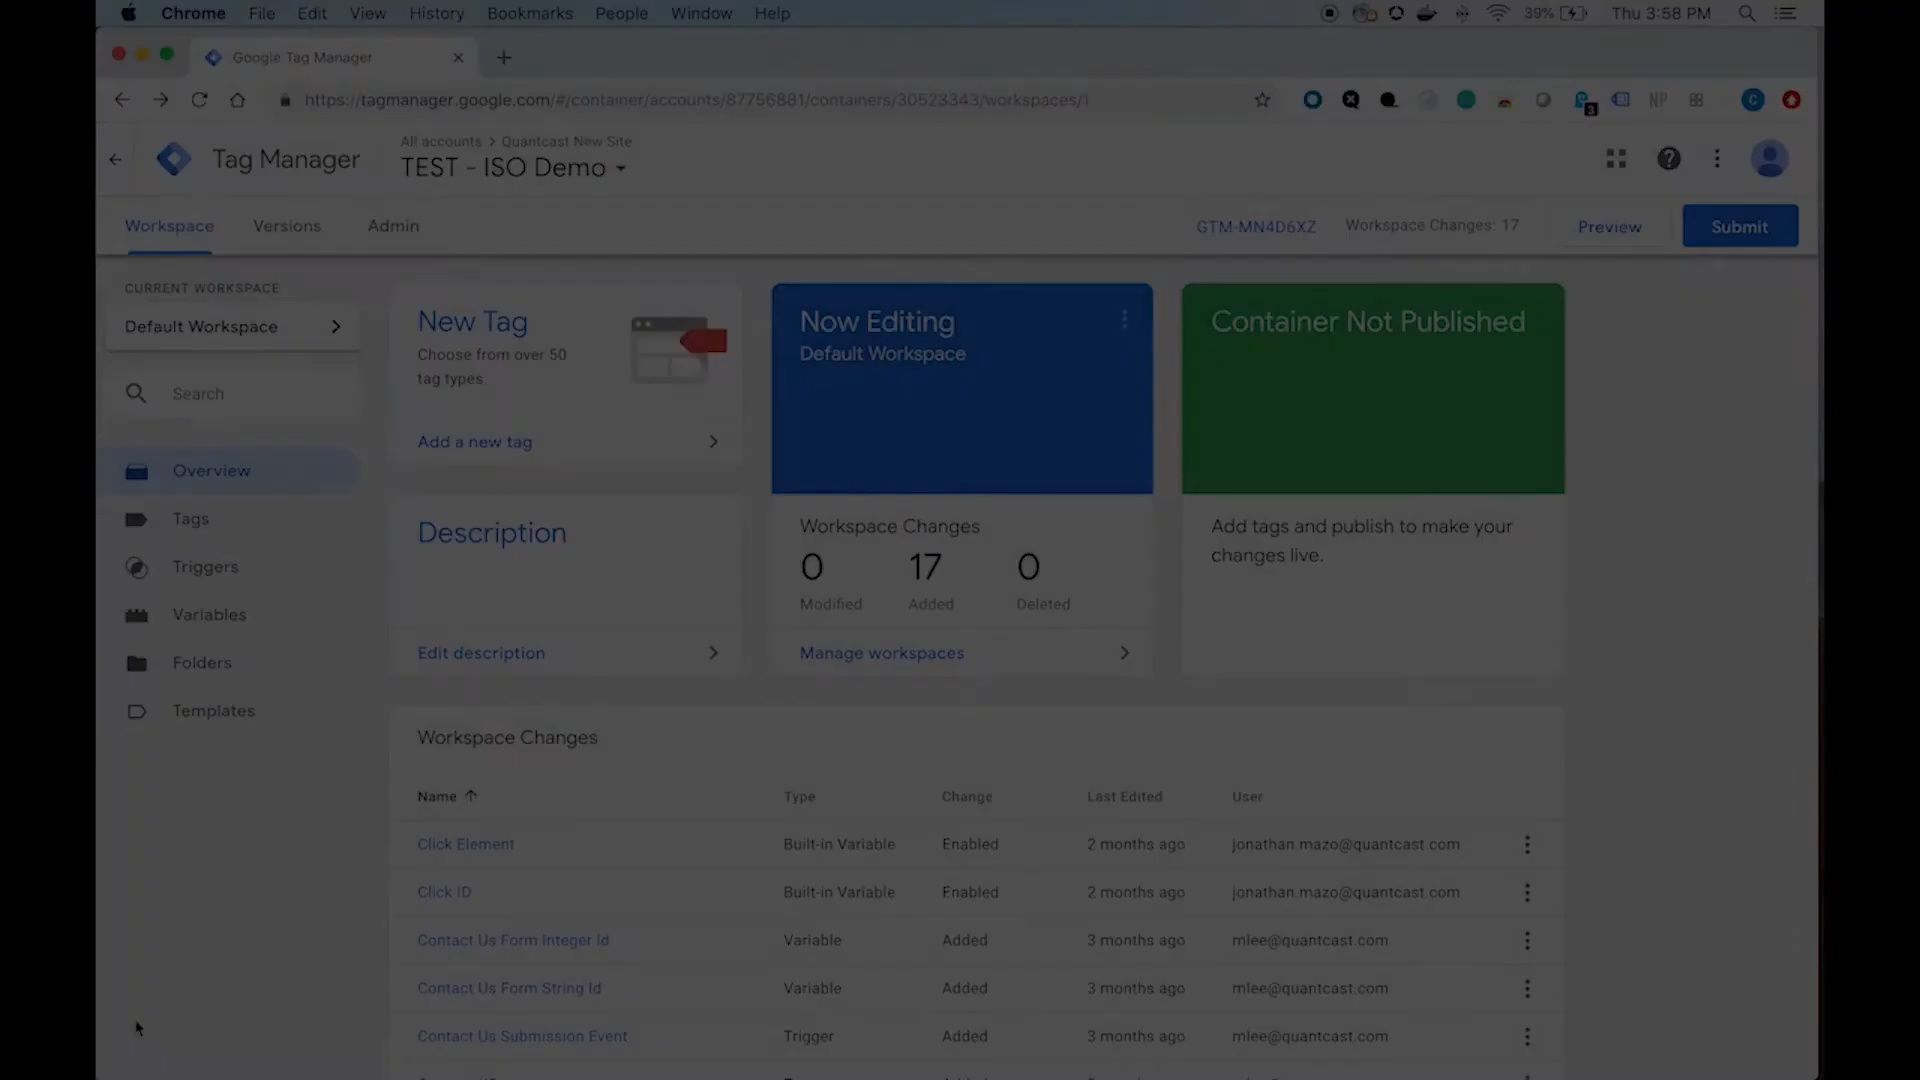 Chrome File Edit View History Bookmarks People Window Help 39% Thu 3:58 PM
Google Tag Manager
https://tagmanager.google.com/#/container/accounts/87756881/containers/30523343/workspaces/1
3 NP C
Tag Manager
All accounts > Quantcast New Site
TEST - ISO Demo
Workspace Versions Admin GTM-MN4D6XZ Workspace Changes: 17 Preview Submit
CURRENT WORKSPACE
Default Workspace
Search
Overview
Tags
Triggers
Variables
Folders
Templates
New Tag
Choose from over 50
tag types.
Add a new tag
Description
Edit description
Now Editing
Default Workspace
Workspace Changes
0 17 0
Modified Added Deleted
Manage workspaces
Container Not Published
Add tags and publish to make your
changes live.
Workspace Changes
Name Type Change Last Edited User
Click Element Built-in Variable Enabled 2 months ago jonathan.mazo@quantcast.com
Click ID Built-in Variable Enabled 2 months ago jonathan.mazo@quantcast.com
Contact Us Form Integer Id Variable Added 3 months ago mlee@quantcast.com
Contact Us Form String Id Variable Added 3 months ago mlee@quantcast.com
Contact Us Submission Event Trigger Added 3 months ago mlee@quantcast.com